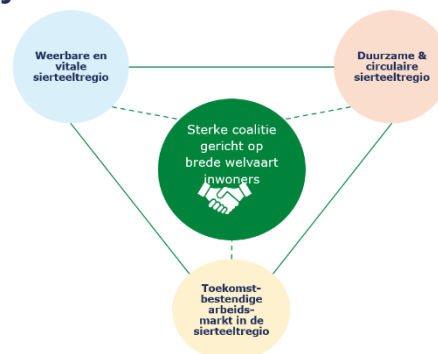 Weerbare en
vitale
sierteeltregio
Duurzame &
circulaire
sierteeltregio
Sterke coalitie
gericht op
brede welvaart
inwoners
Toekomst-
bestendige
arbeids-
markt in de
sierteeltregio